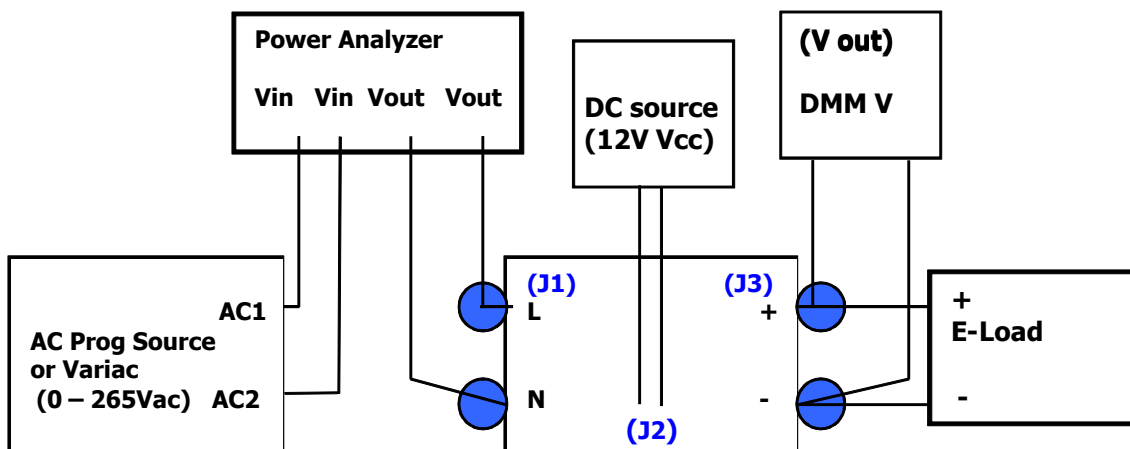 Power Analyzer
Vin Vin Vout Vout
DC source
(12V Vcc)
(V out)
DMM V
AC1
AC Prog Source
or Variac
(0 – 265Vac) AC2
(J1)
L
N
(J2)
(J3)
+
-
+
E-Load
-